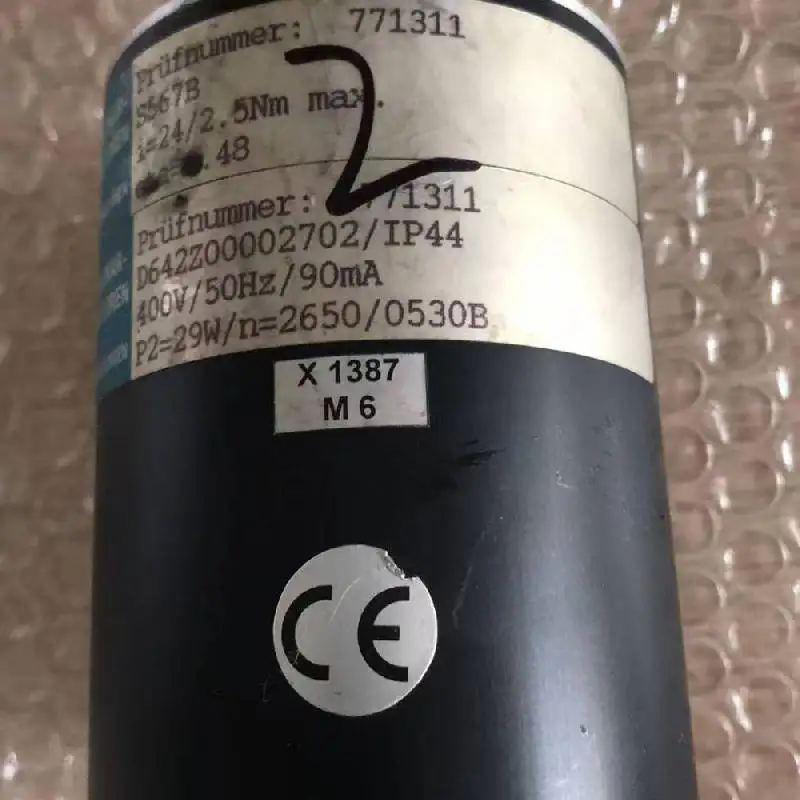 Prüfnummer: 771311
S567B
i=24/2.5Nm max.
.48
2
Prüfnummer: 771311
D642Z00002702/IP44
400V/50Hz/90mA
P2=29W/n=2650/0530B
X 1387
M 6
CE